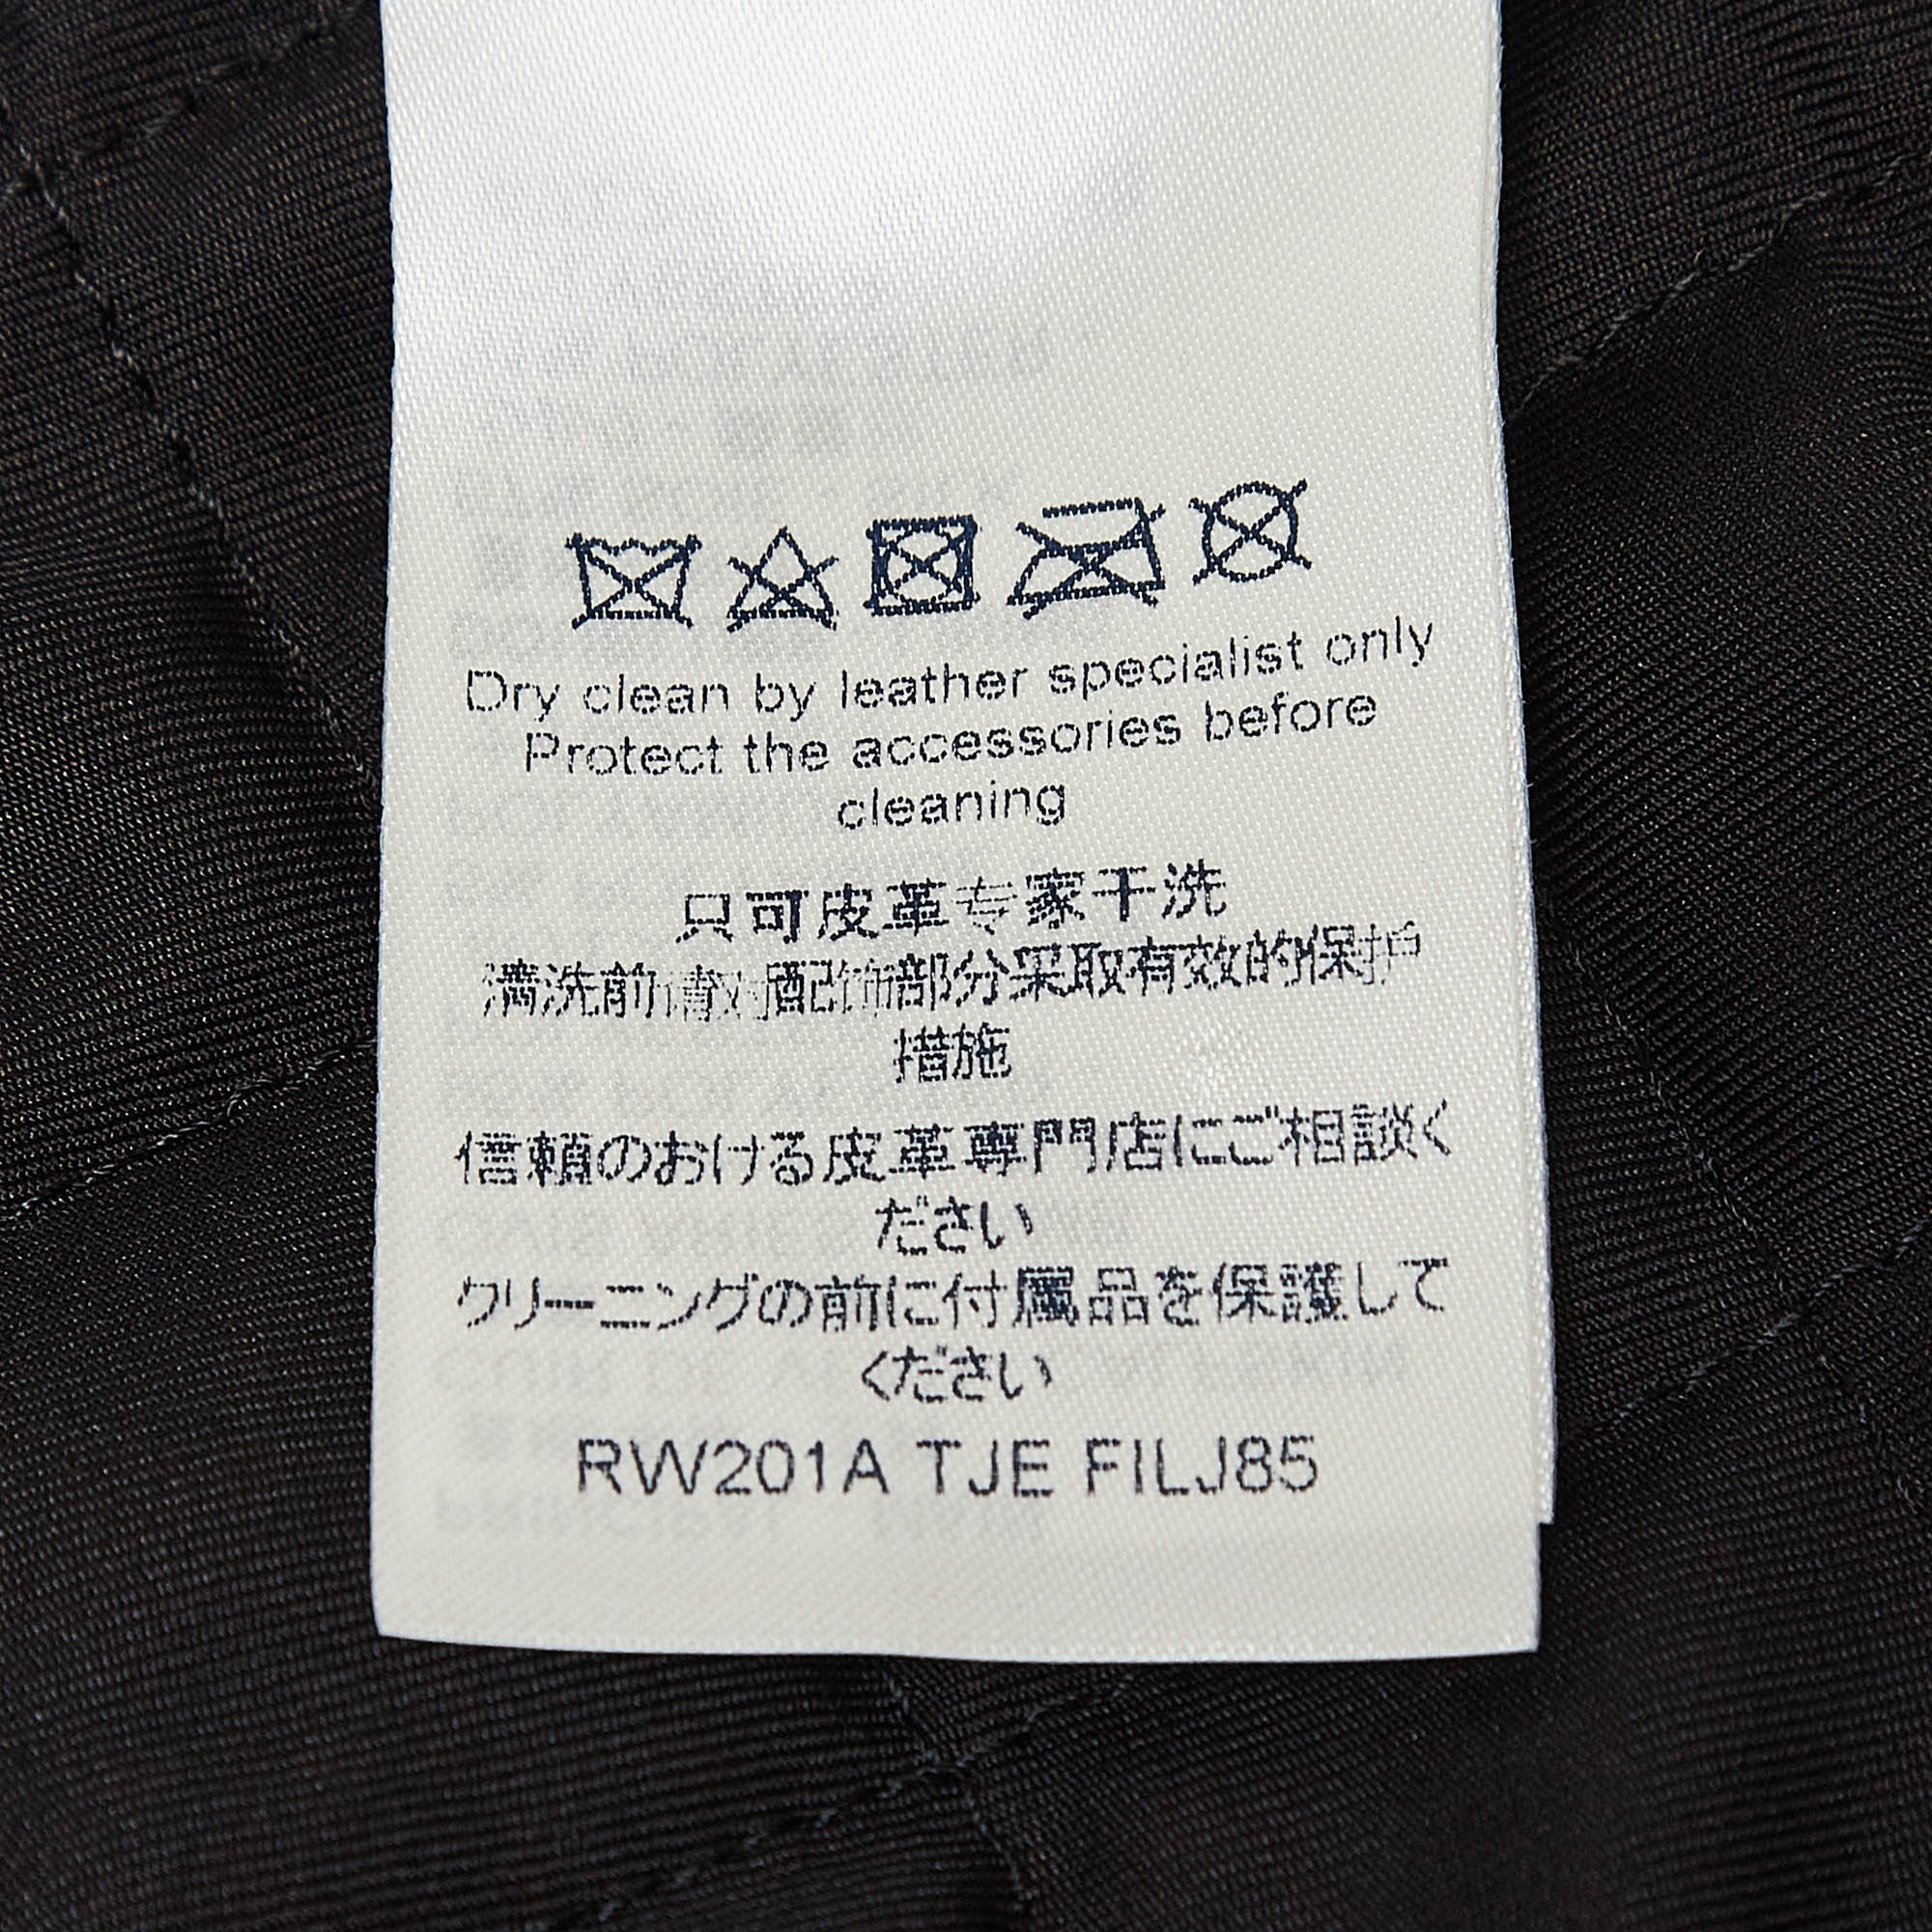 Dry clean by leather specialist only
Protect the accessories before
cleaning
只可皮革专家干洗
清洗前请对配饰部分采取有效的保护
措施
信頼のおける皮革専門店にご相談く
ださい
クリーニングの前に付属品を保護して
ください
RW201A TJE FILJ85